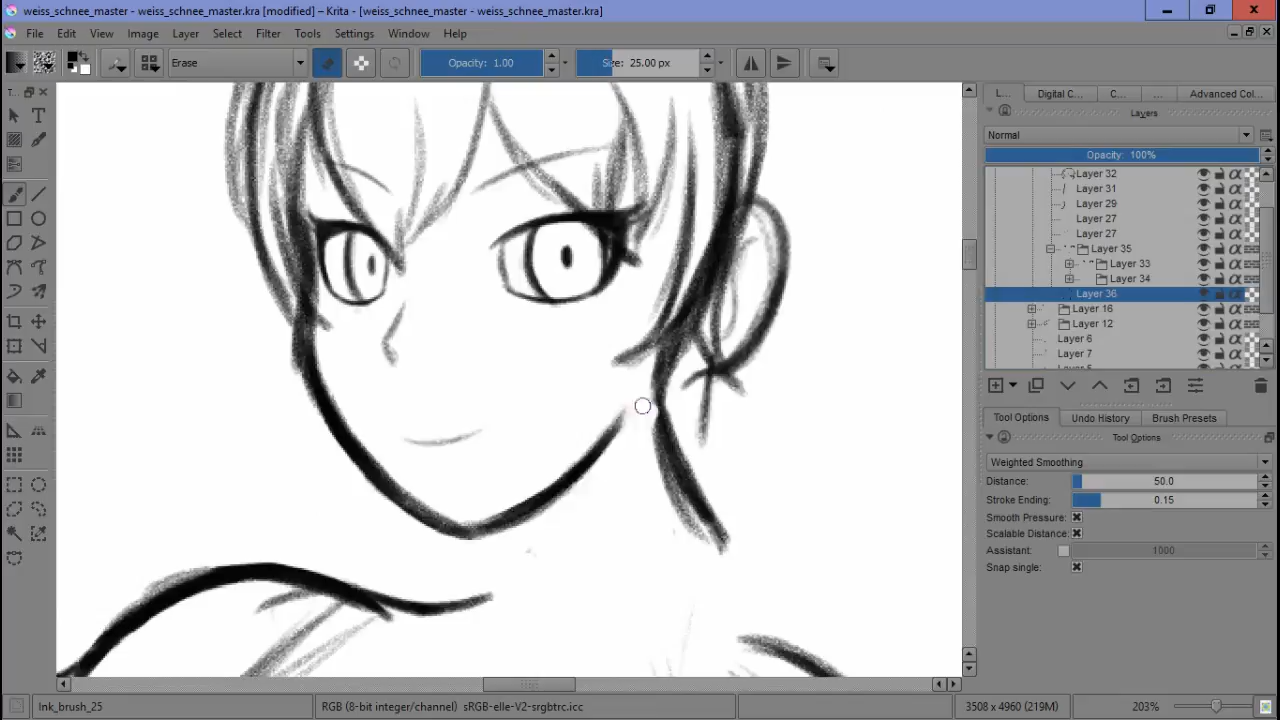 weiss_schnee_master - weiss_schnee_master.kra [modified] – Krita - [weiss_schnee_master - weiss_schnee_master.kra]
File Edit View Image Layer Select Filter Tools Settings Window Help
Erase Opacity: 1.00 Size: 25.00 px
T... L... Digital C... C... ... Advanced Col...
Layers
Normal
Opacity: 100%
Layer 32
Layer 31
Layer 29
Layer 27
Layer 27
Layer 35
Layer 33
Layer 34
Layer 36
Layer 16
Layer 12
Layer 6
Layer 7
Tool Options Undo History Brush Presets
Tool Options
Weighted Smoothing
Distance: 50.0
Stroke Ending: 0.15
Smooth Pressure:
Scalable Distance:
Assistant: 1000
Snap single:
Ink_brush_25 RGB (8-bit integer/channel) sRGB-elle-V2-srgbtrc.icc 3508 x 4960 (219M) 203%